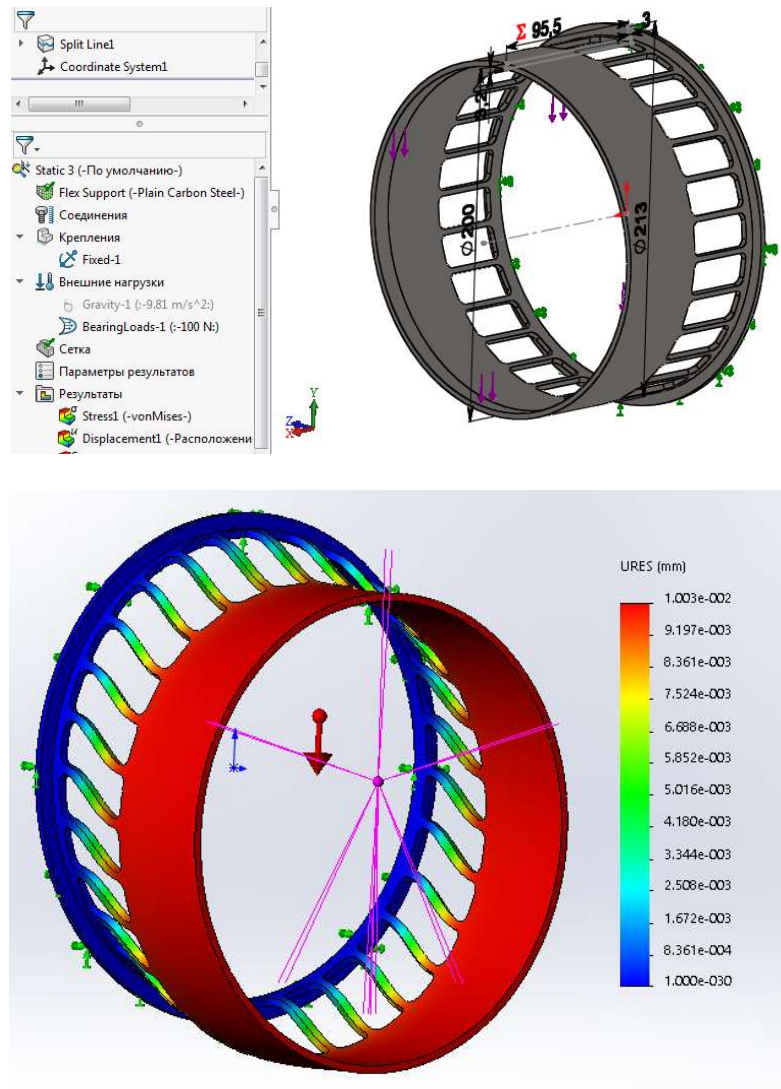 Split Line1
Coordinate System1
Static 3 (-По умолчанию-)
Flex Support (-Plain Carbon Steel-)
Соединения
Крепления
Fixed-1
Внешние нагрузки
Gravity-1 (:-9.81 m/s^2:)
BearingLoads-1 (:-100 N:)
Сетка
Параметры результатов
Результаты
Stress1 (-vonMises-)
Displacement1 (-Расположени
Σ 95,5
3
9,2
Ø200
Ø213
Y
Z
X
URES (mm)
1.003e-002
9.197e-003
8.361e-003
7.524e-003
6.688e-003
5.852e-003
5.016e-003
4.180e-003
3.344e-003
2.508e-003
1.672e-003
8.361e-004
1.000e-030